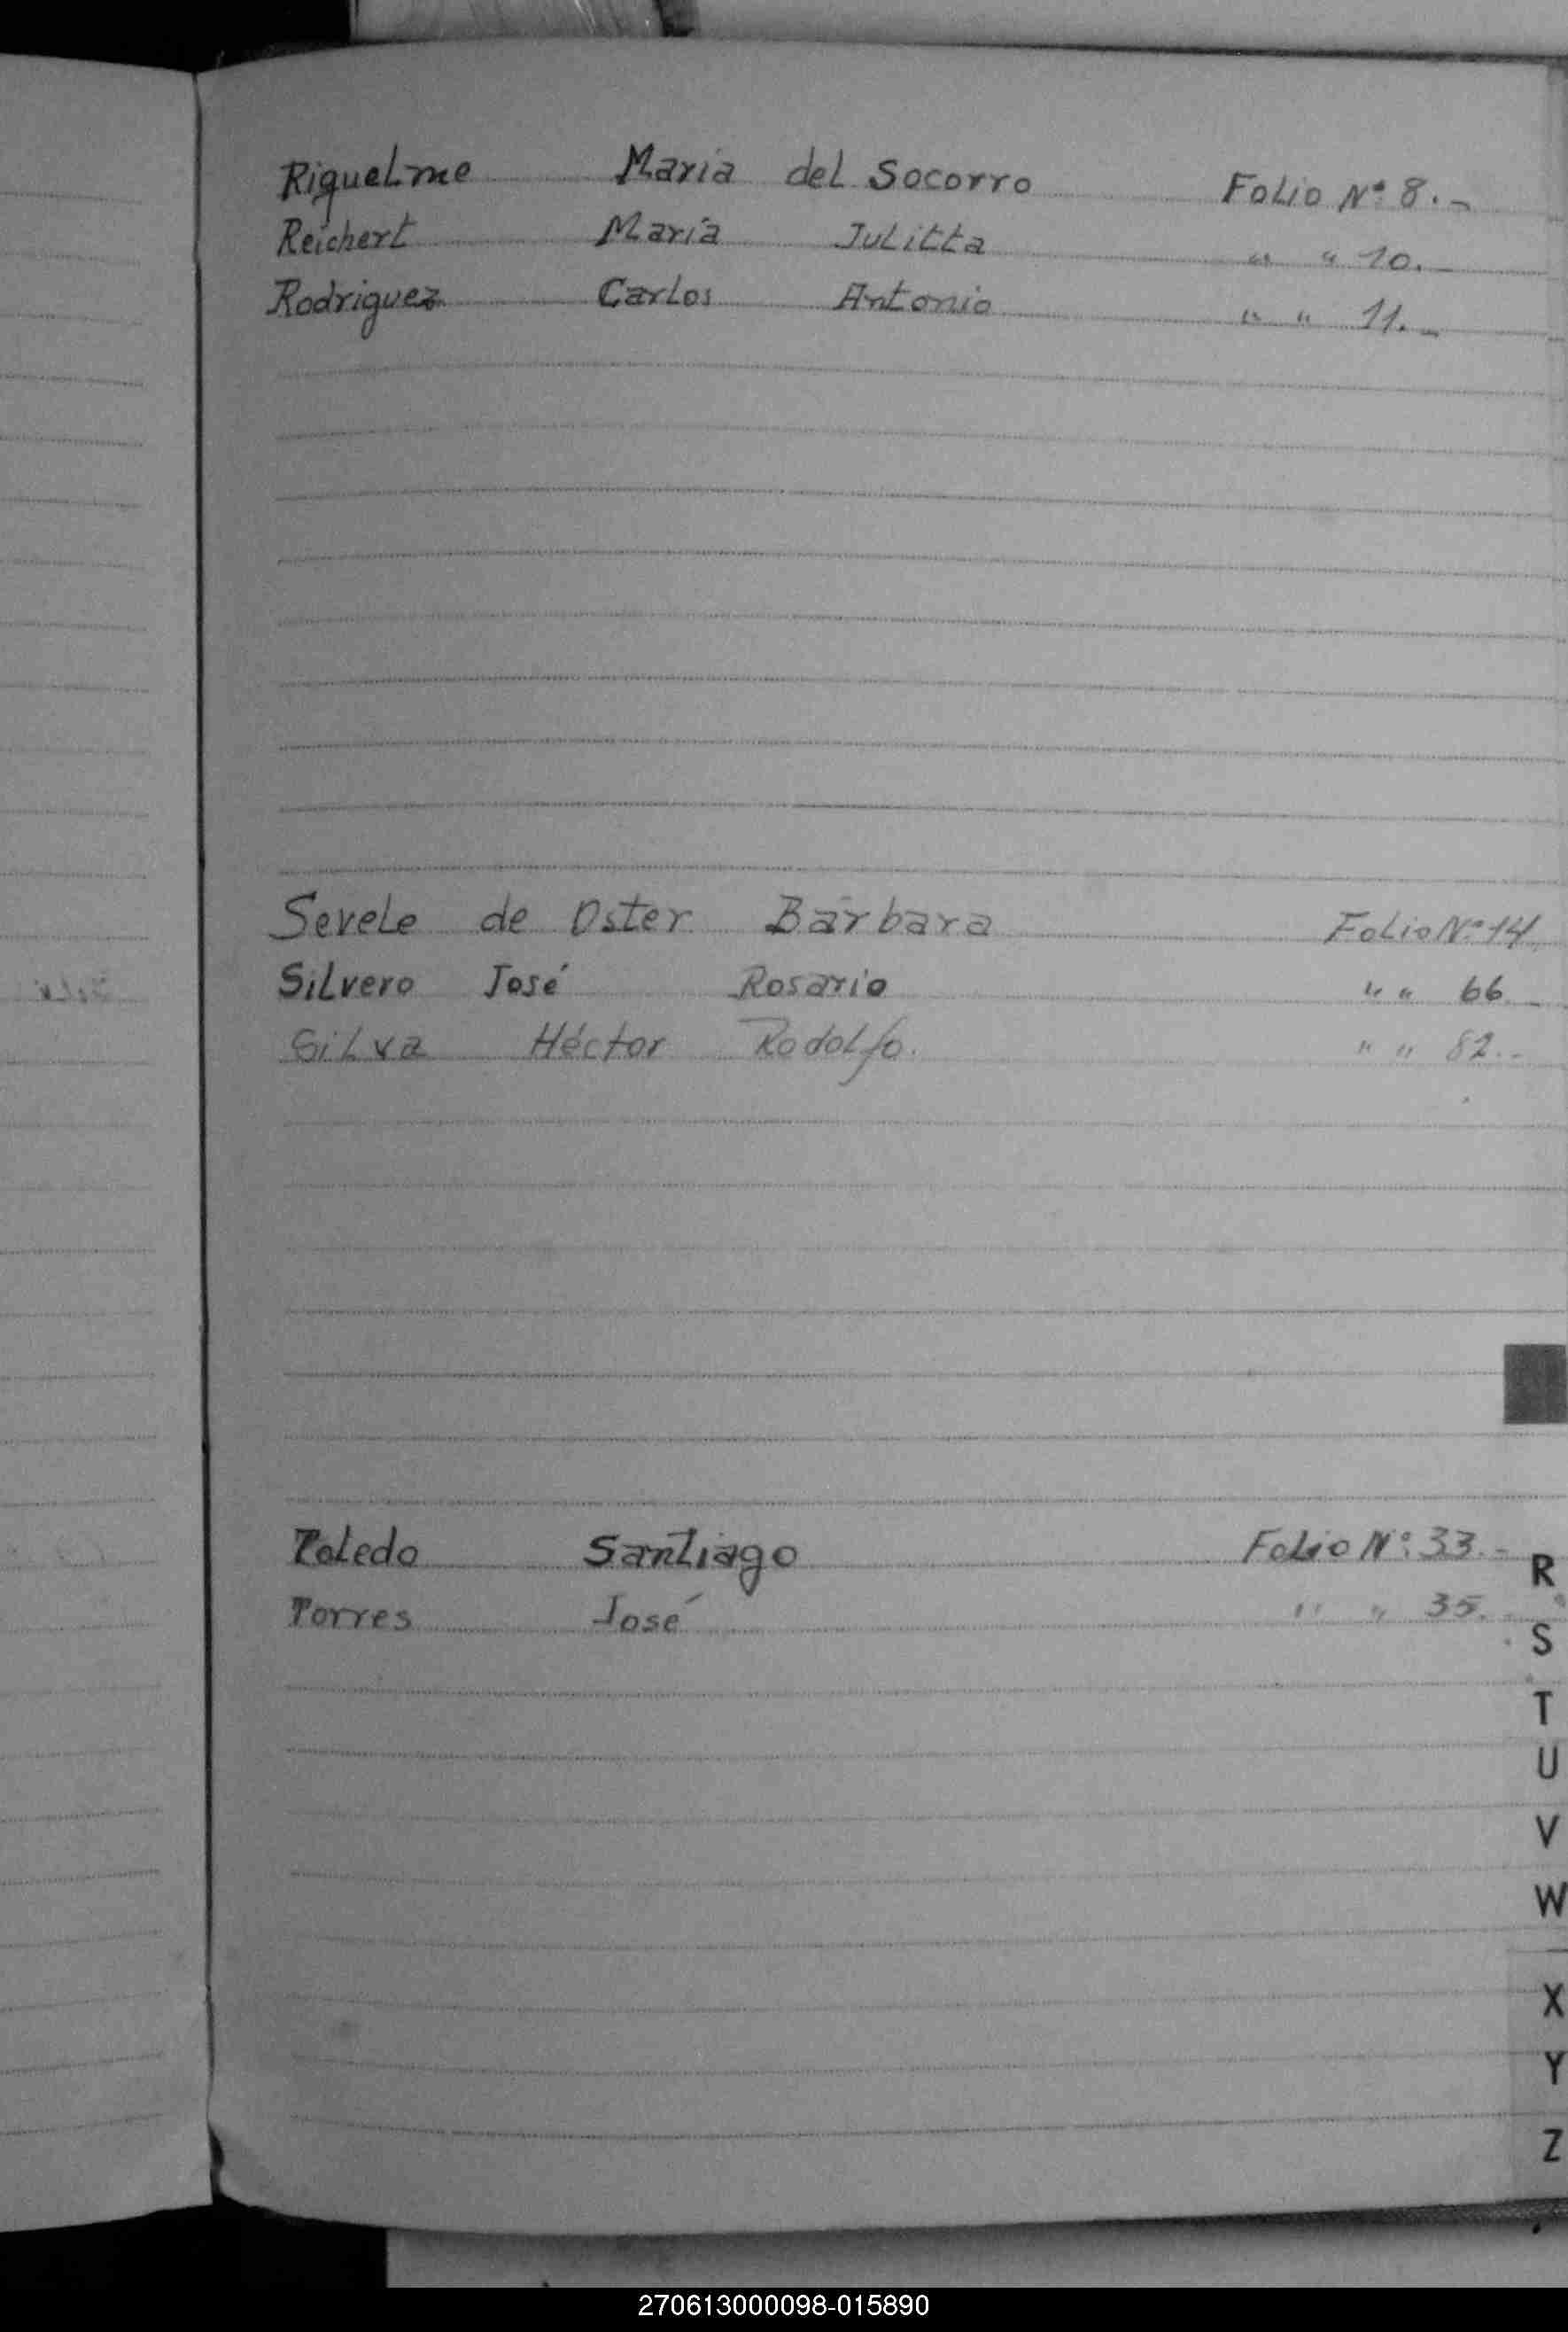 Riquelme Maria del Socorro Folio Nº 8.-
Reichert María Julitta " " 10.-
Rodriguez Carlos Antonio " " 11.-
Sevele de Oster Bárbara Folio Nº 14
Silvero José Rosario " " 66.-
Silva Héctor Rodolfo. " " 82.-
Toledo Santiago Folio Nº 33.-
Torres José " " 35.
R
S
T
U
V
W
X
Y
Z
270613000098-015890